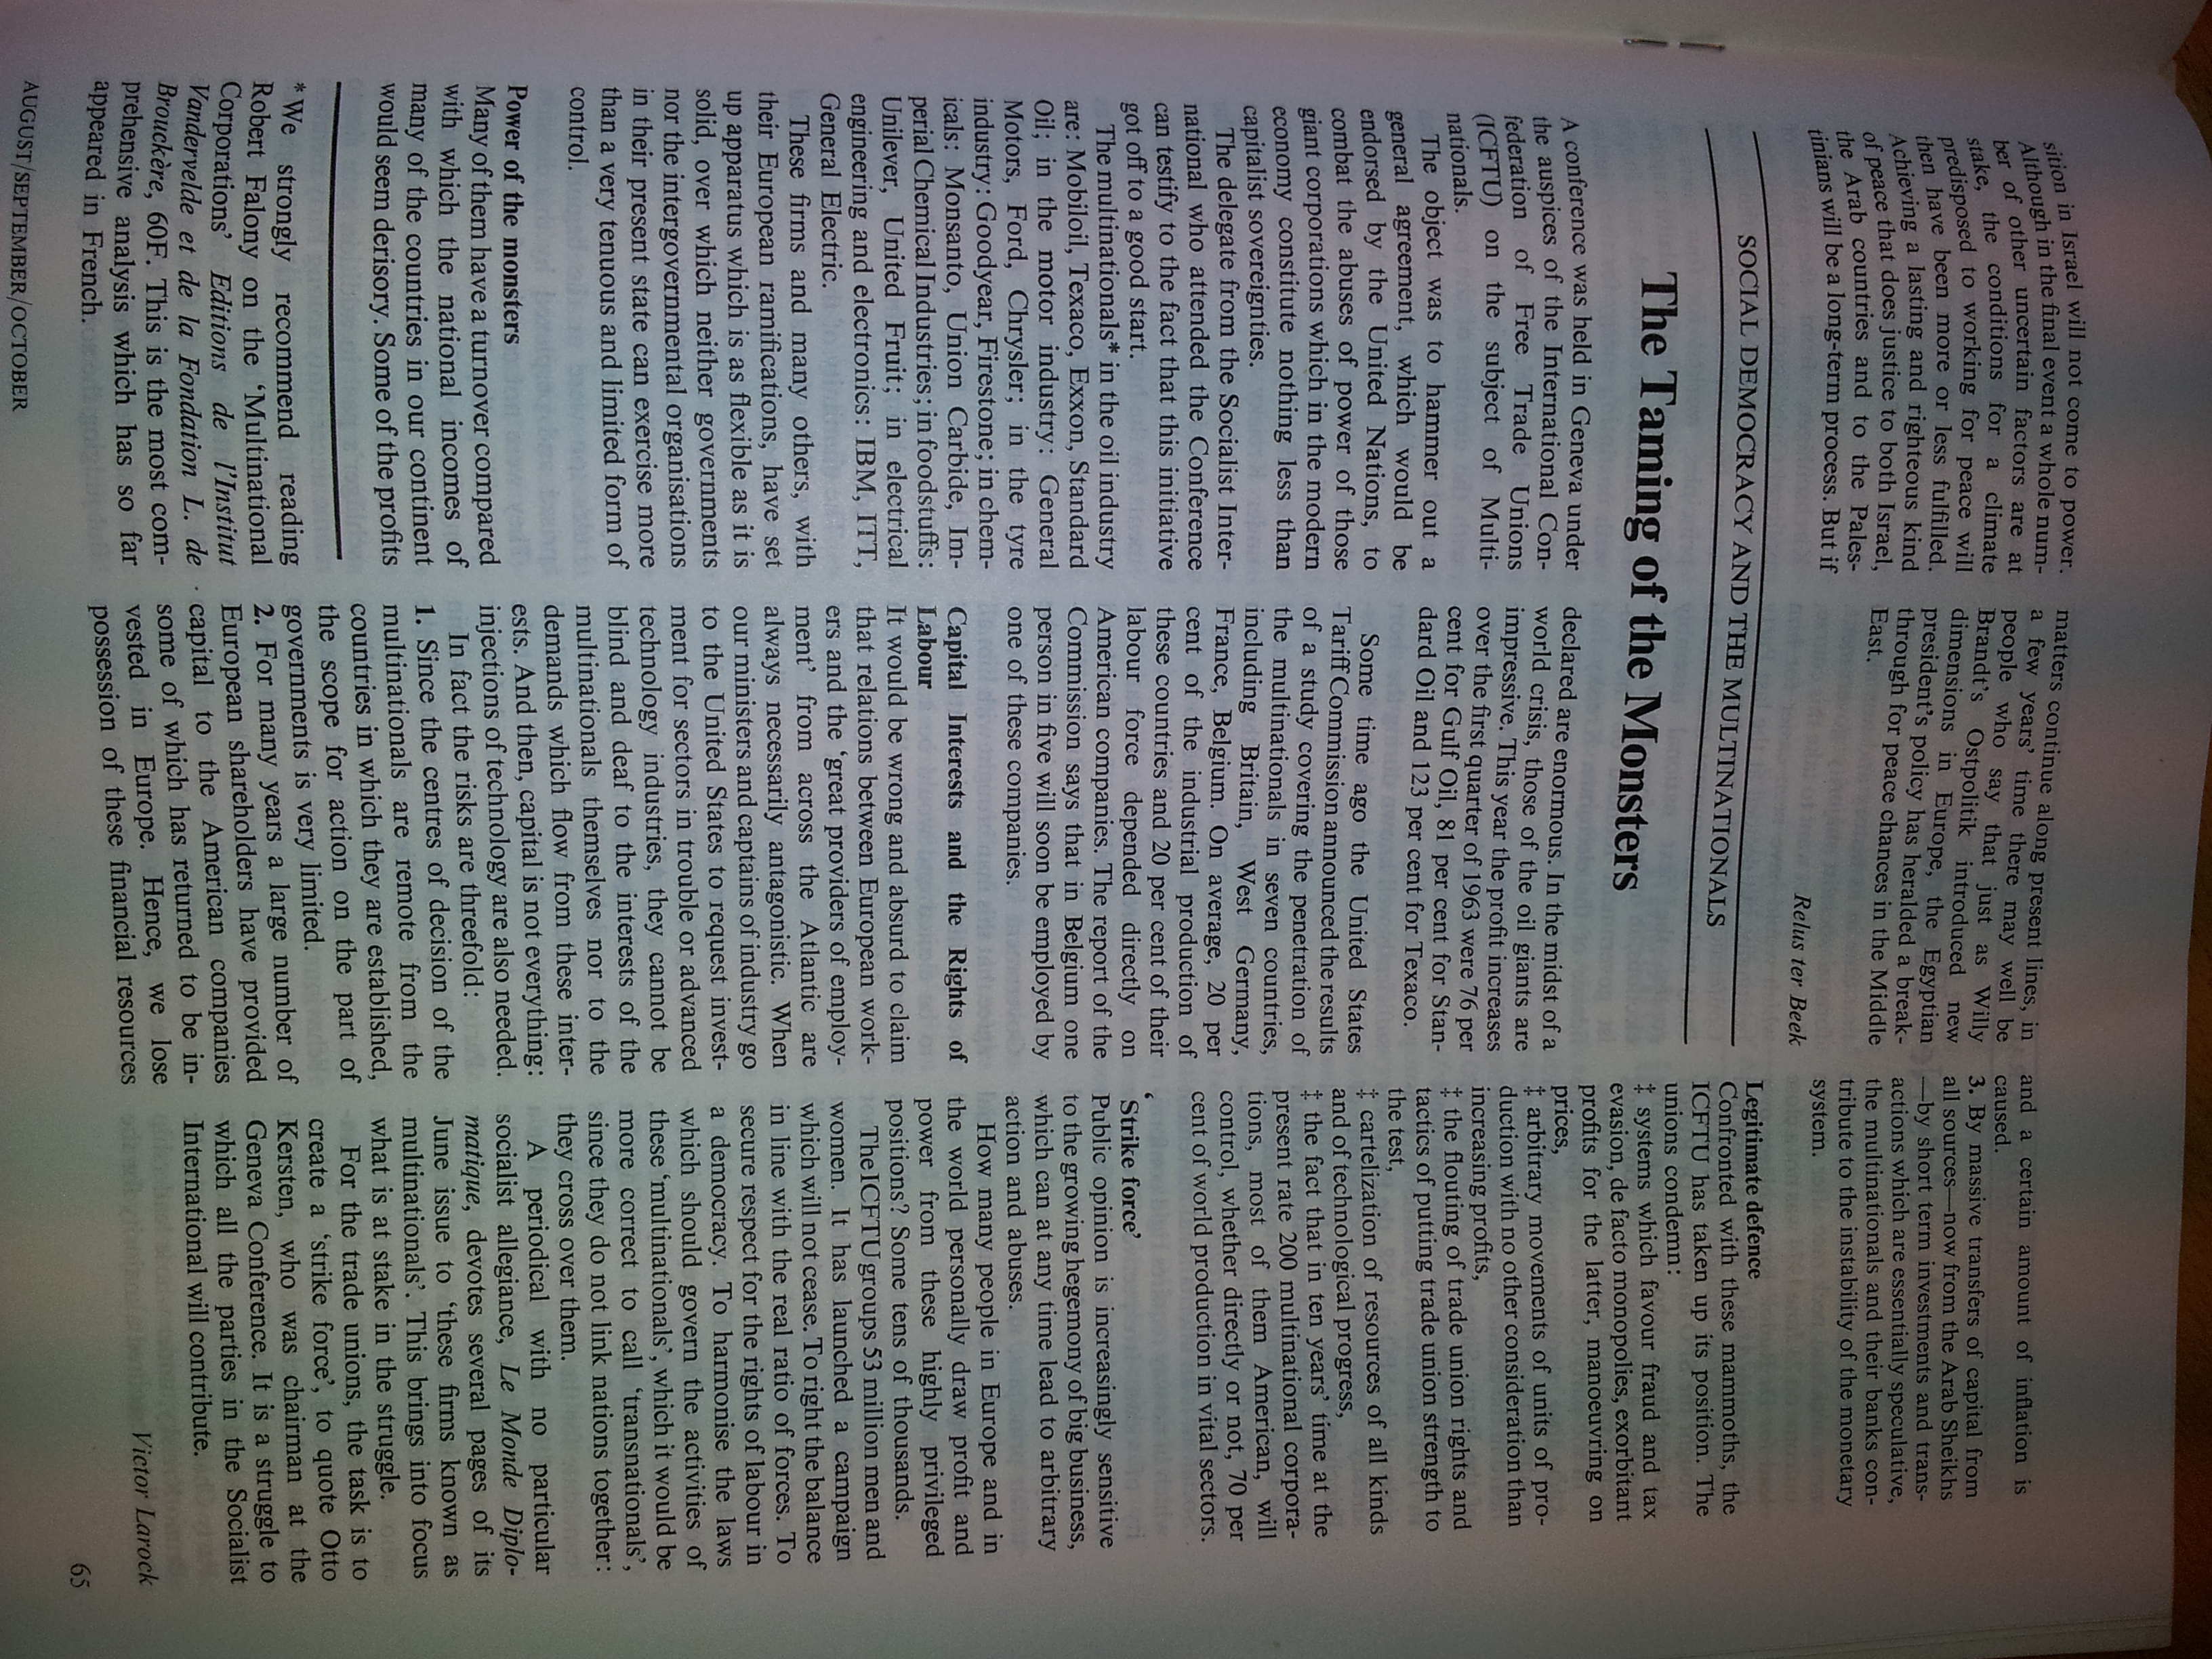 sition in Israel will not come to power.
Although in the final event a whole num-
ber of other uncertain factors are at
stake, the conditions for a climate
predisposed to working for peace will
then have been more or less fulfilled.
Achieving a lasting and righteous kind
of peace that does justice to both Israel,
the Arab countries and to the Pales-
tinians will be a long-term process. But if
matters continue along present lines, in
a few years' time there may well be
people who say that just as Willy
Brandt's Ostpolitik introduced new
dimensions in Europe, the Egyptian
president's policy has heralded a break-
through for peace chances in the Middle
East.
Relus ter Beek
SOCIAL DEMOCRACY AND THE MULTINATIONALS
The Taming of the Monsters
A conference was held in Geneva under
the auspices of the International Con-
federation of Free Trade Unions
(ICFTU) on the subject of Multi-
nationals.
The object was to hammer out a
general agreement, which would be
endorsed by the United Nations, to
combat the abuses of power of those
giant corporations which in the modern
economy constitute nothing less than
capitalist sovereignties.
The delegate from the Socialist Inter-
national who attended the Conference
can testify to the fact that this initiative
got off to a good start.
The multinationals* in the oil industry
are: Mobiloil, Texaco, Exxon, Standard
Oil; in the motor industry: General
Motors, Ford, Chrysler; in the tyre
industry: Goodyear, Firestone; in chem-
icals: Monsanto, Union Carbide, Im-
perial Chemical Industries; in foodstuffs:
Unilever, United Fruit; in electrical
engineering and electronics: IBM, ITT,
General Electric.
These firms and many others, with
their European ramifications, have set
up apparatus which is as flexible as it is
solid, over which neither governments
nor the intergovernmental organisations
in their present state can exercise more
than a very tenuous and limited form of
control.
Power of the monsters
Many of them have a turnover compared
with which the national incomes of
many of the countries in our continent
would seem derisory. Some of the profits
*We strongly recommend reading
Robert Falony on the 'Multinational
Corporations' Editions de l'Institut
Vandervelde et de la Fondation L. de
Brouckère, 60F. This is the most com-
prehensive analysis which has so far
appeared in French.
declared are enormous. In the midst of a
world crisis, those of the oil giants are
impressive. This year the profit increases
over the first quarter of 1963 were 76 per
cent for Gulf Oil, 81 per cent for Stan-
dard Oil and 123 per cent for Texaco.
Some time ago the United States
Tariff Commission announced the results
of a study covering the penetration of
the multinationals in seven countries,
including Britain, West Germany,
France, Belgium. On average, 20 per
cent of the industrial production of
these countries and 20 per cent of their
labour force depended directly on
American companies. The report of the
Commission says that in Belgium one
person in five will soon be employed by
one of these companies.
Capital Interests and the Rights of
Labour
It would be wrong and absurd to claim
that relations between European work-
ers and the 'great providers of employ-
ment' from across the Atlantic are
always necessarily antagonistic. When
our ministers and captains of industry go
to the United States to request invest-
ment for sectors in trouble or advanced
technology industries, they cannot be
blind and deaf to the interests of the
multinationals themselves nor to the
demands which flow from these inter-
ests. And then, capital is not everything:
injections of technology are also needed.
In fact the risks are threefold:
1. Since the centres of decision of the
multinationals are remote from the
countries in which they are established,
the scope for action on the part of
governments is very limited.
2. For many years a large number of
European shareholders have provided
capital to the American companies
some of which has returned to be in-
vested in Europe. Hence, we lose
possession of these financial resources
and a certain amount of inflation is
caused.
3. By massive transfers of capital from
all sources—now from the Arab Sheikhs
—by short term investments and trans-
actions which are essentially speculative,
the multinationals and their banks con-
tribute to the instability of the monetary
system.
Legitimate defence
Confronted with these mammoths, the
ICFTU has taken up its position. The
unions condemn:
‡ systems which favour fraud and tax
evasion, de facto monopolies, exorbitant
profits for the latter, manoeuvring on
prices,
‡ arbitrary movements of units of pro-
duction with no other consideration than
increasing profits,
‡ the flouting of trade union rights and
tactics of putting trade union strength to
the test,
‡ cartelization of resources of all kinds
and of technological progress,
‡ the fact that in ten years' time at the
present rate 200 multinational corpora-
tions, most of them American, will
control, whether directly or not, 70 per
cent of world production in vital sectors.
'Strike force'
Public opinion is increasingly sensitive
to the growing hegemony of big business,
which can at any time lead to arbitrary
action and abuses.
How many people in Europe and in
the world personally draw profit and
power from these highly privileged
positions? Some tens of thousands.
The ICFTU groups 53 million men and
women. It has launched a campaign
which will not cease. To right the balance
in line with the real ratio of forces. To
secure respect for the rights of labour in
a democracy. To harmonise the laws
which should govern the activities of
these 'multinationals', which it would be
more correct to call 'transnationals',
since they do not link nations together:
they cross over them.
A periodical with no particular
socialist allegiance, Le Monde Diplo-
matique, devotes several pages of its
June issue to 'these firms known as
multinationals'. This brings into focus
what is at stake in the struggle.
For the trade unions, the task is to
create a 'strike force', to quote Otto
Kersten, who was chairman at the
Geneva Conference. It is a struggle to
which all the parties in the Socialist
International will contribute.
Victor Larock
AUGUST/SEPTEMBER/OCTOBER
65